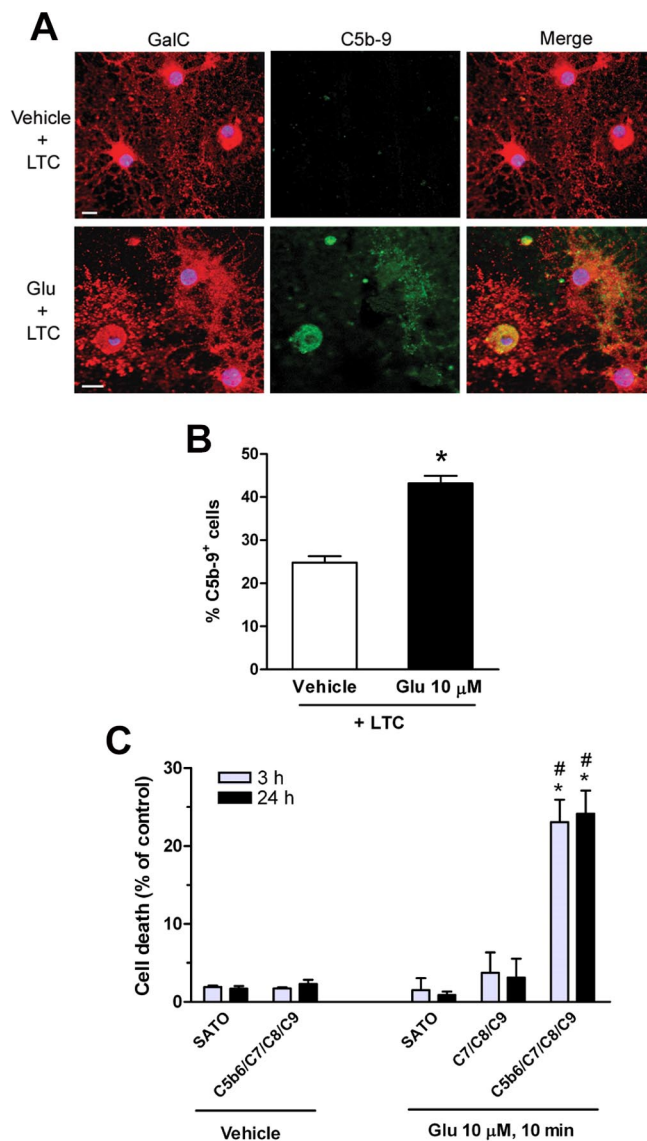 A
GalC C5b-9 Merge
Vehicle
+
LTC
Glu
+
LTC
B
% C5b-9+ cells
50
40
30
20
10
0
*
Vehicle Glu 10 μM
+ LTC
C
Cell death (% of control)
30
20
10
0
3 h
24 h
# #
* *
SATO
C5b6/C7/C8/C9
SATO
C7/C8/C9
C5b6/C7/C8/C9
Vehicle
Glu 10 μM, 10 min